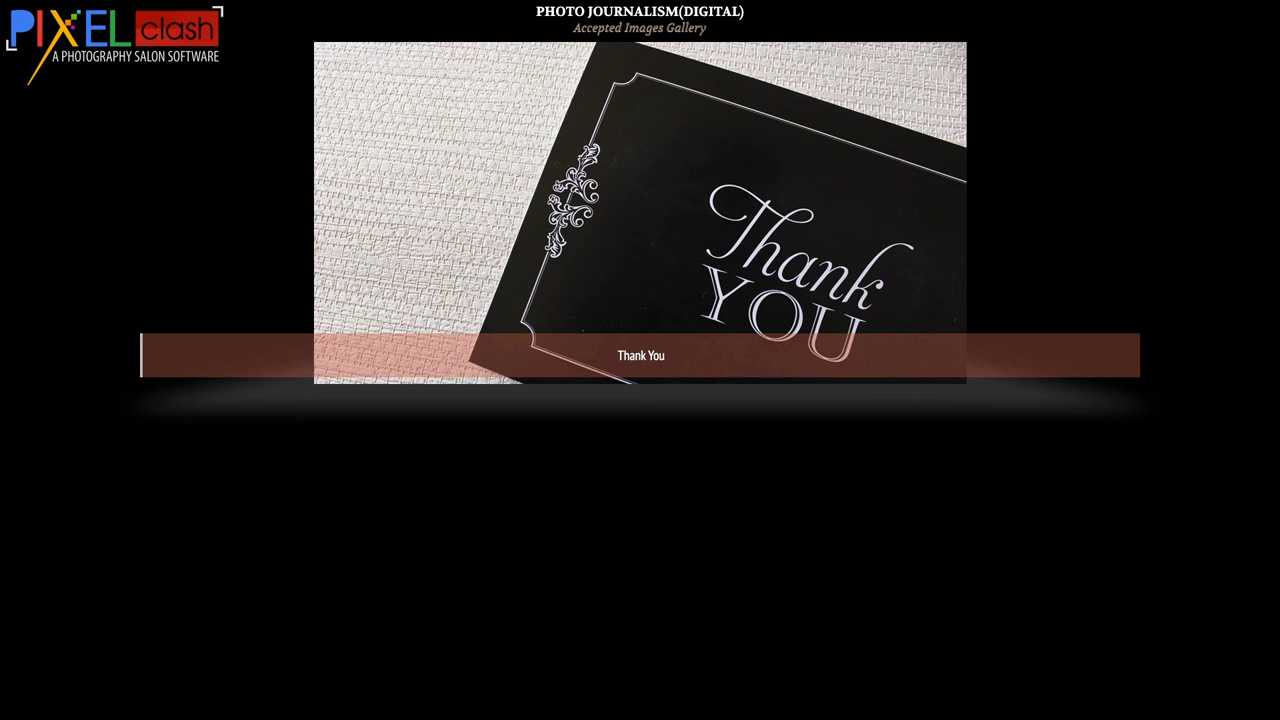 PIXEL clash
A PHOTOGRAPHY SALON SOFTWARE
PHOTO JOURNALISM(DIGITAL)
Accepted Images Gallery
Thank
YOU
Thank You